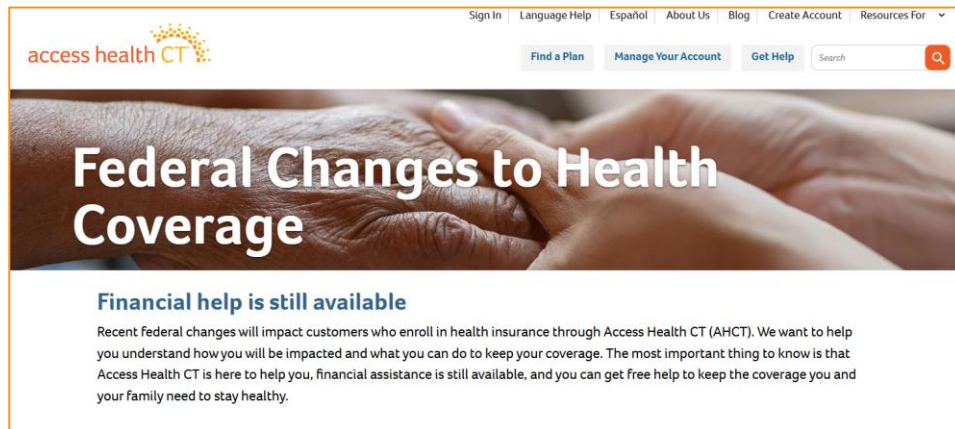 Sign In Language Help Español About Us Blog Create Account Resources For
access health CT
Find a Plan Manage Your Account Get Help Search
Federal Changes to Health
Coverage
Financial help is still available
Recent federal changes will impact customers who enroll in health insurance through Access Health CT (AHCT). We want to help
you understand how you will be impacted and what you can do to keep your coverage. The most important thing to know is that
Access Health CT is here to help you, financial assistance is still available, and you can get free help to keep the coverage you and
your family need to stay healthy.